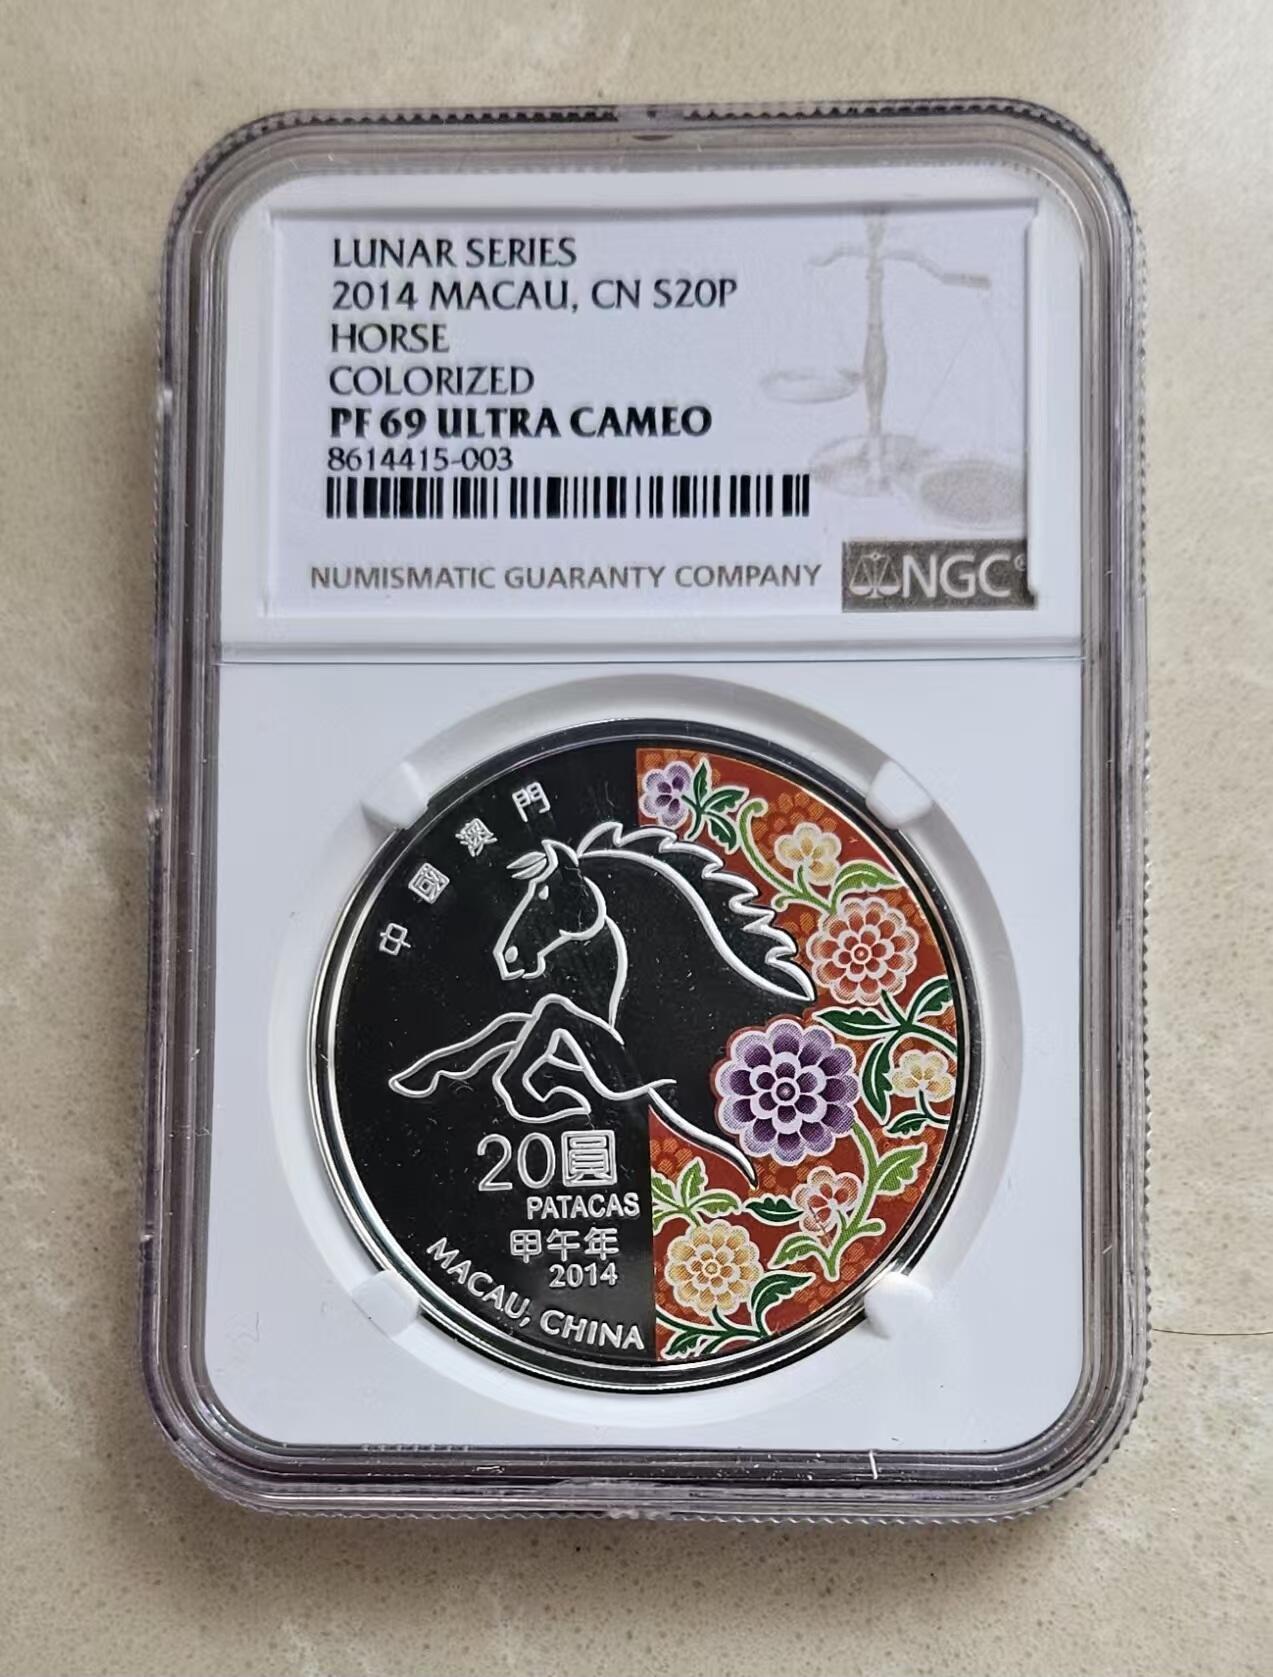 LUNAR SERIES
2014 MACAU, CN S20P
HORSE
COLORIZED
PF 69 ULTRA CAMEO
8614415-003
NUMISMATIC GUARANTY COMPANY
NGC®
中國澳門
20圓
PATACAS
甲午年
2014
MACAU, CHINA